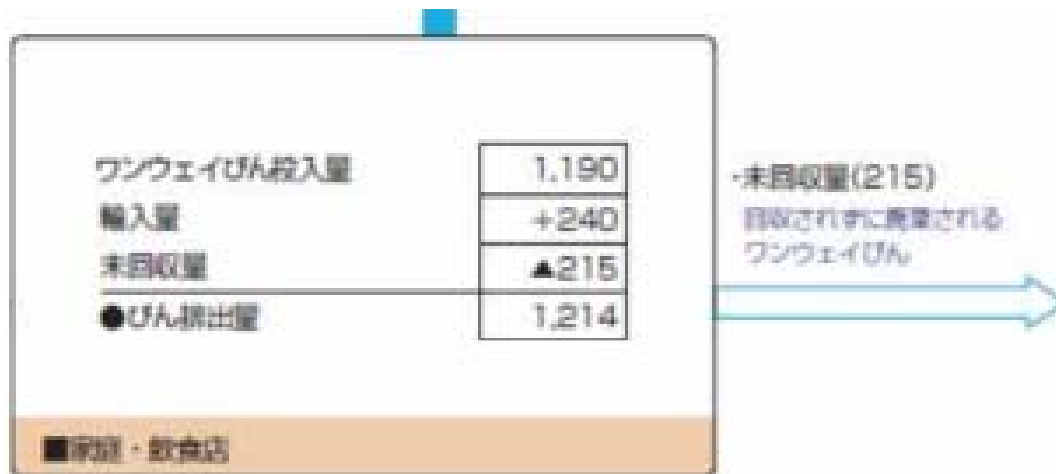 ワンウェイびん投入量 1,190
輸入量 +240
未回収量 ▲215
●びん排出量 1,214
■家庭・飲食店
・未回収量(215)
回収されずに廃棄される
ワンウェイびん